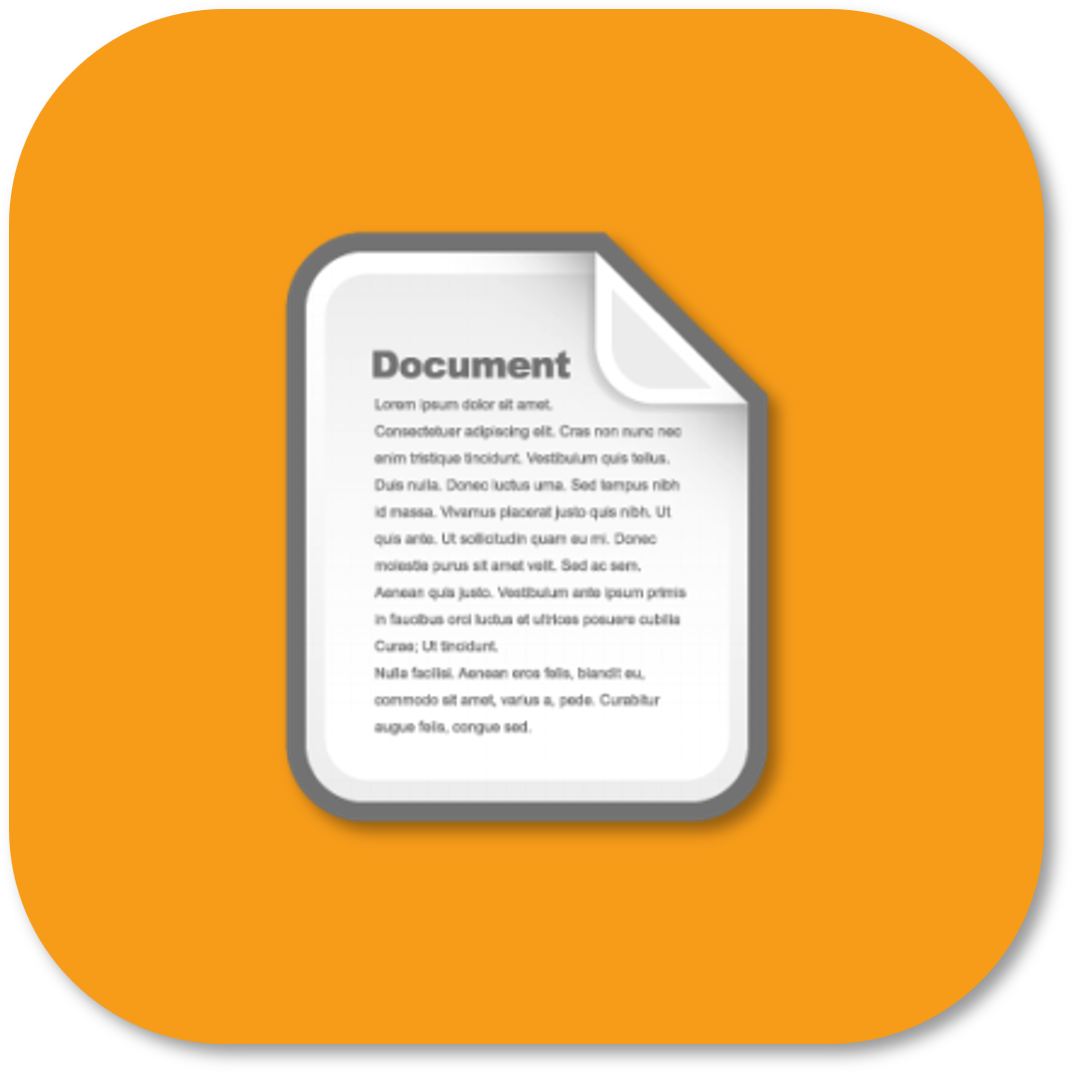 Document
Lorem ipsum dolor sit amet.
Consectetuer adipiscing elit. Cras non nunc nec
enim tristique tincidunt. Vestibulum quis tellus.
Duis nulla. Donec luctus urna. Sed tempus nibh
id massa. Vivamus placerat justo quis nibh. Ut
quis ante. Ut sollicitudin quam eu mi. Donec
molestie purus sit amet velit. Sed ac sem.
Aenean quis justo. Vestibulum ante ipsum primis
in faucibus orci luctus et ultrices posuere cubilia
Curae; Ut tincidunt.
Nulla facilisi. Aenean eros felis, blandit eu,
commodo sit amet, varius a, pede. Curabitur
augue felis, congue sed.